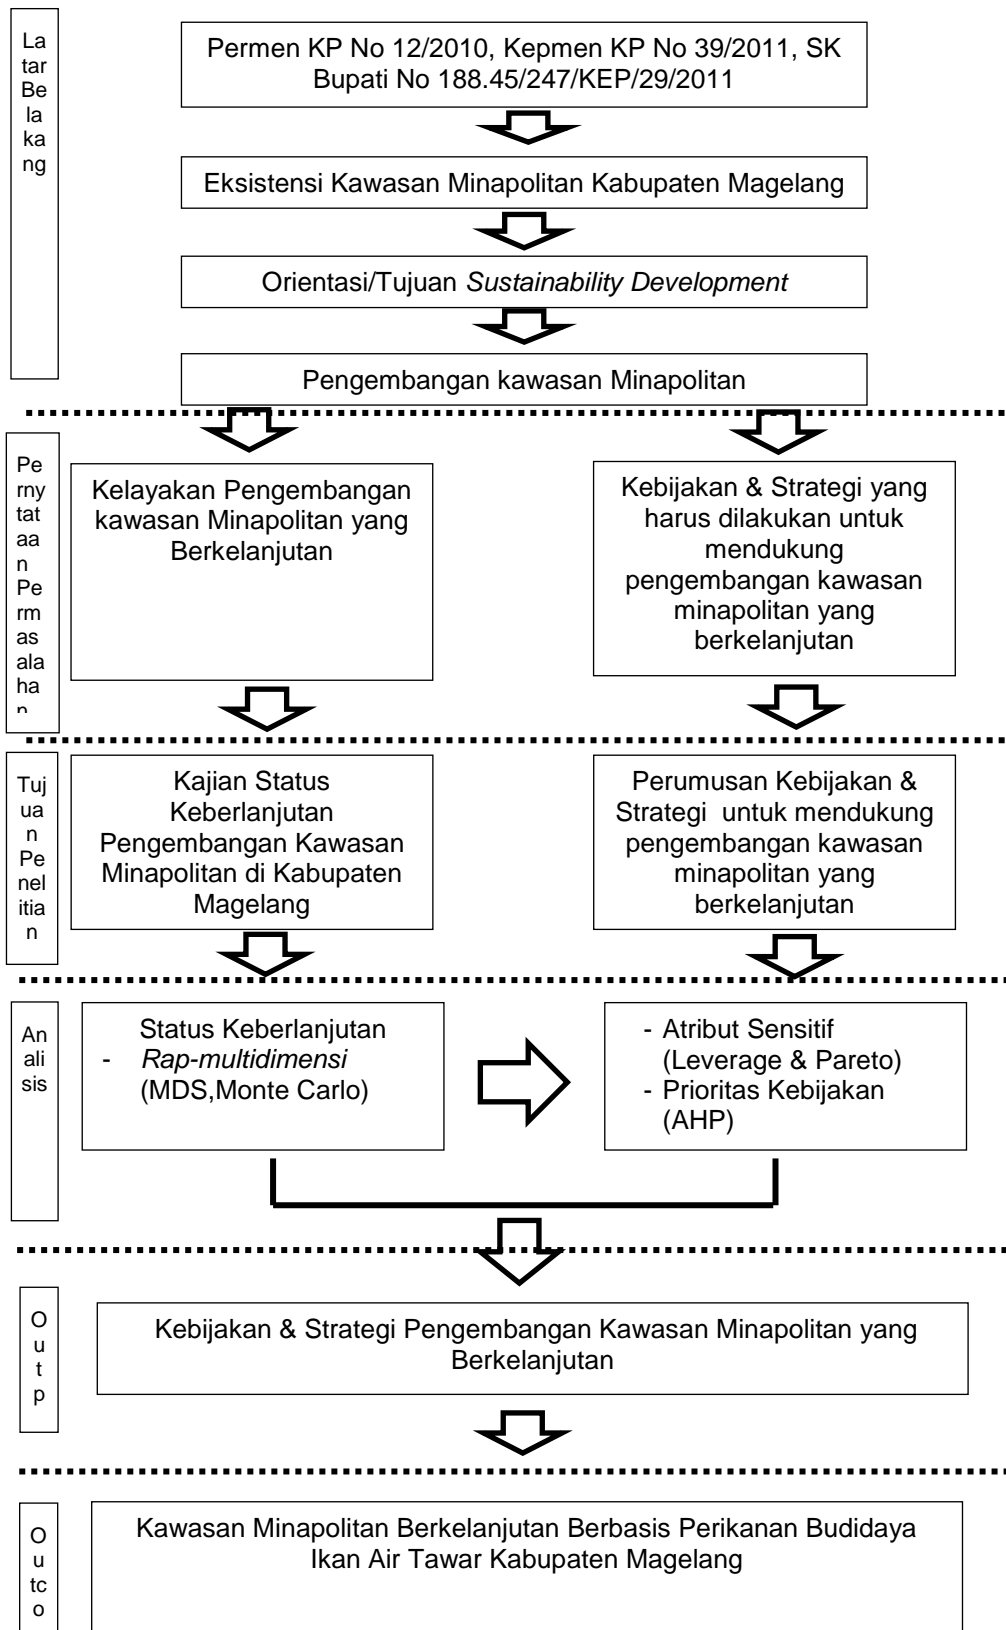 La
tar
Be
la
ka
ng
Permen KP No 12/2010, Kepmen KP No 39/2011, SK
Bupati No 188.45/247/KEP/29/2011
Eksistensi Kawasan Minapolitan Kabupaten Magelang
Orientasi/Tujuan Sustainability Development
Pengembangan kawasan Minapolitan
Pe
rny
tat
aa
n
Pe
rm
as
ala
ha
n
Kelayakan Pengembangan
kawasan Minapolitan yang
Berkelanjutan
Kebijakan & Strategi yang
harus dilakukan untuk
mendukung
pengembangan kawasan
minapolitan yang
berkelanjutan
Tuj
ua
n
Pe
nel
itia
n
Kajian Status
Keberlanjutan
Pengembangan Kawasan
Minapolitan di Kabupaten
Magelang
Perumusan Kebijakan &
Strategi untuk mendukung
pengembangan kawasan
minapolitan yang
berkelanjutan
An
ali
sis
Status Keberlanjutan
- Rap-multidimensi
(MDS,Monte Carlo)
- Atribut Sensitif
(Leverage & Pareto)
- Prioritas Kebijakan
(AHP)
O
u
t
p
Kebijakan & Strategi Pengembangan Kawasan Minapolitan yang
Berkelanjutan
O
u
tc
o
Kawasan Minapolitan Berkelanjutan Berbasis Perikanan Budidaya
Ikan Air Tawar Kabupaten Magelang